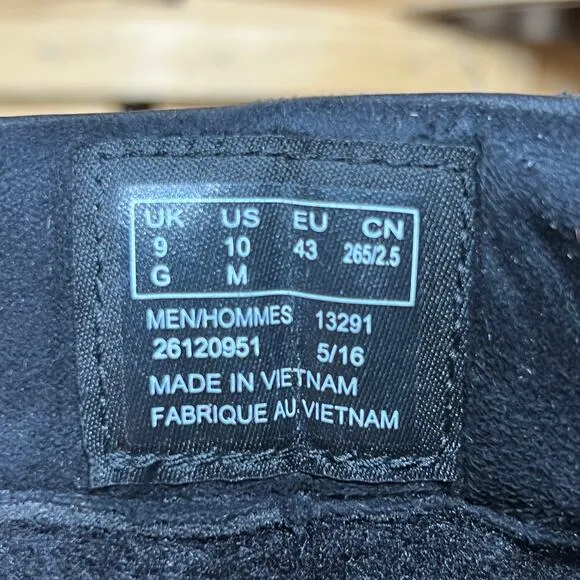 UK US EU CN
9 10 43 265/2.5
G M
MEN/HOMMES 13291
26120951 5/16
MADE IN VIETNAM
FABRIQUE AU VIETNAM